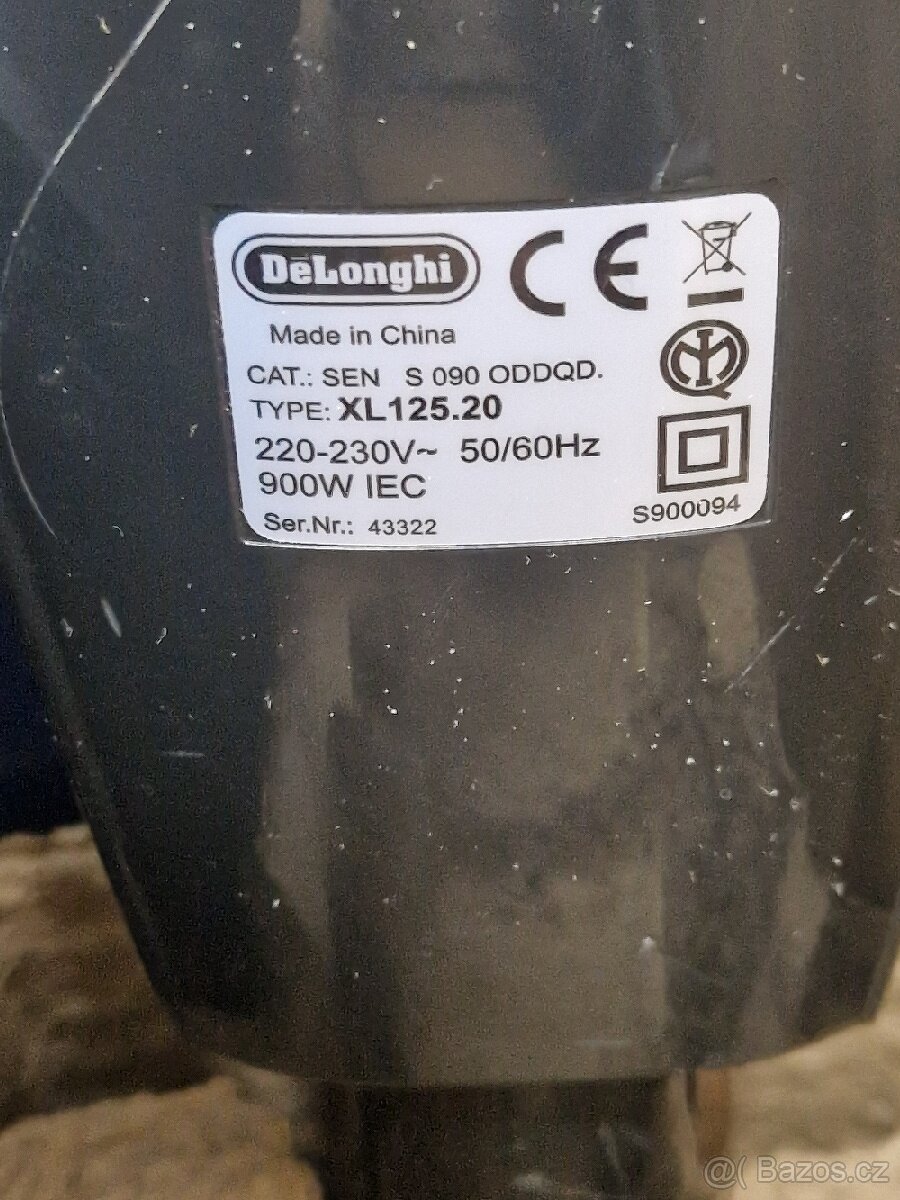 DēLonghi
CE
Made in China
CAT.: SEN S 090 ODDQD.
TYPE: XL125.20
220-230V~ 50/60Hz
900W IEC
Ser.Nr.: 43322
S900094
@( Bazos.cz